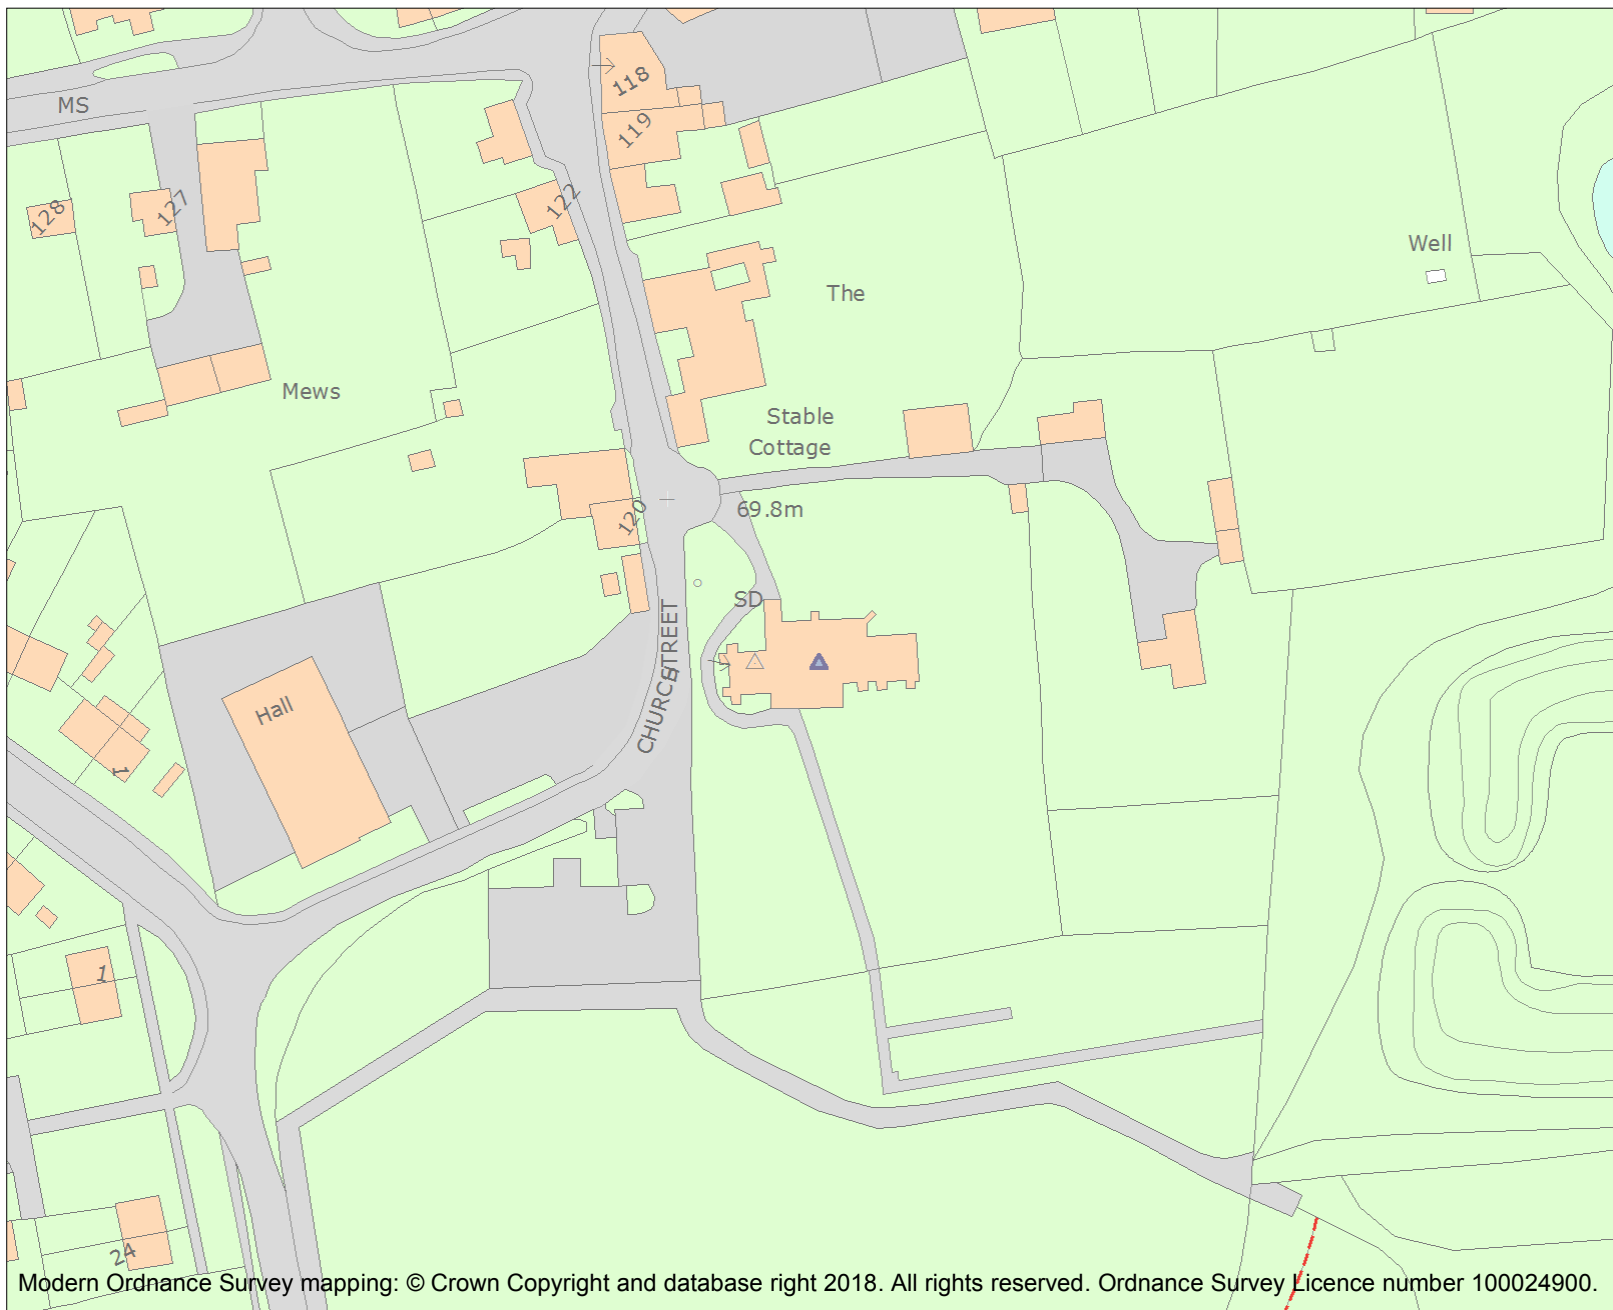 MS
118
119
128
127
122
Well
The
Mews
Stable
Cottage
69.8m
120
SD
CHURCH STREET
Hall
1
1
24
Modern Ordnance Survey mapping: © Crown Copyright and database right 2018. All rights reserved. Ordnance Survey Licence number 100024900.